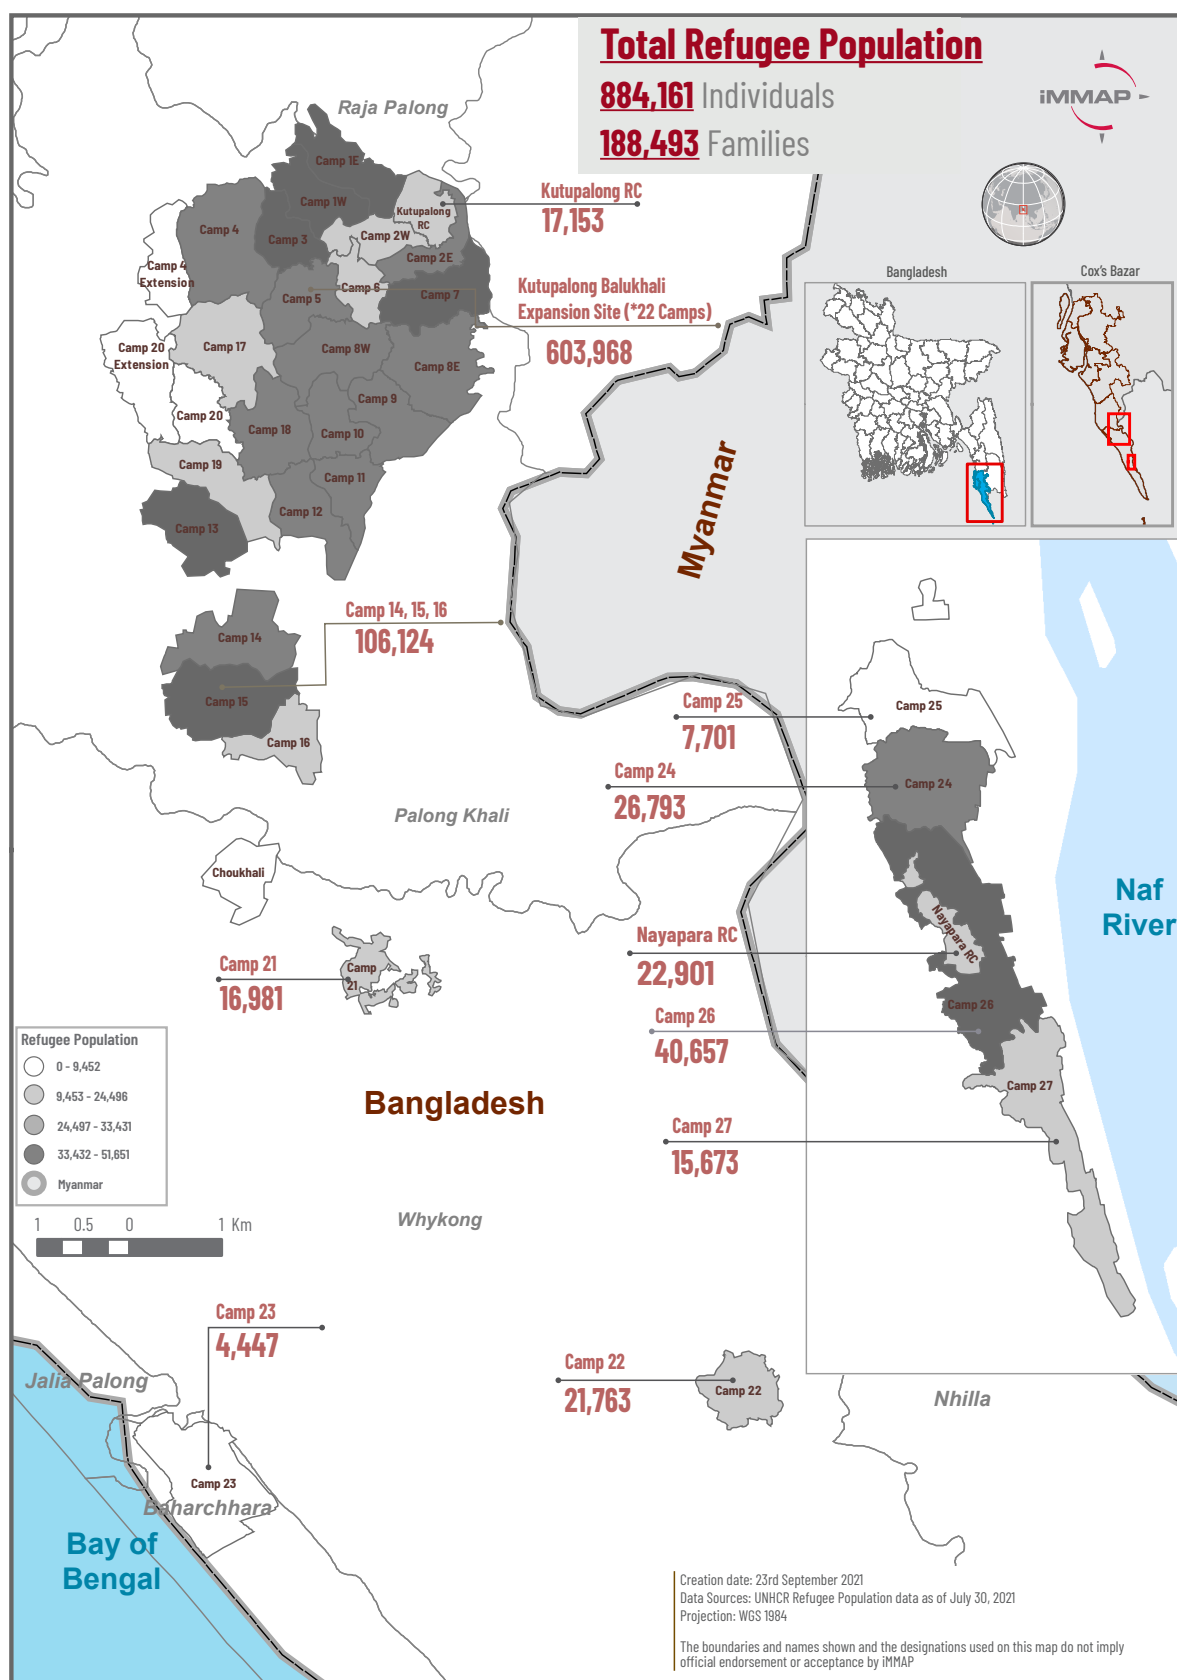 Total Refugee Population
884,161 Individuals
188,493 Families
iMMAP
Raja Palong
Camp 1E
Camp 1W
Kutupalong
RC
Camp 4
Camp 3
Camp 2W
Camp 2E
Camp 4
Extension
Camp 5
Camp 6
Camp 7
Camp 20
Extension
Camp 17
Camp 8W
Camp 8E
Camp 9
Camp 20
Camp 18
Camp 10
Camp 19
Camp 11
Camp 12
Camp 13
Kutupalong RC
17,153
Kutupalong Balukhali
Expansion Site (*22 Camps)
603,968
Bangladesh
Cox's Bazar
Myanmar
Camp 14, 15, 16
106,124
Camp 14
Camp 15
Camp 16
Camp 25
7,701
Camp 25
Camp 24
26,793
Camp 24
Palong Khali
Choukhali
Naf
River
Nayapara RC
22,901
Nayapara RC
Camp 21
16,981
Camp
21
Camp 26
40,657
Camp 26
Refugee Population
0 - 9,452
9,453 - 24,496
24,497 - 33,431
33,432 - 51,651
Myanmar
Bangladesh
Camp 27
Camp 27
15,673
Whykong
1 0.5 0 1 Km
Camp 23
4,447
Camp 22
21,763
Camp 22
Jalia Palong
Nhilla
Camp 23
Baharchhara
Bay of
Bengal
Creation date: 23rd September 2021
Data Sources: UNHCR Refugee Population data as of July 30, 2021
Projection: WGS 1984
The boundaries and names shown and the designations used on this map do not imply
official endorsement or acceptance by iMMAP